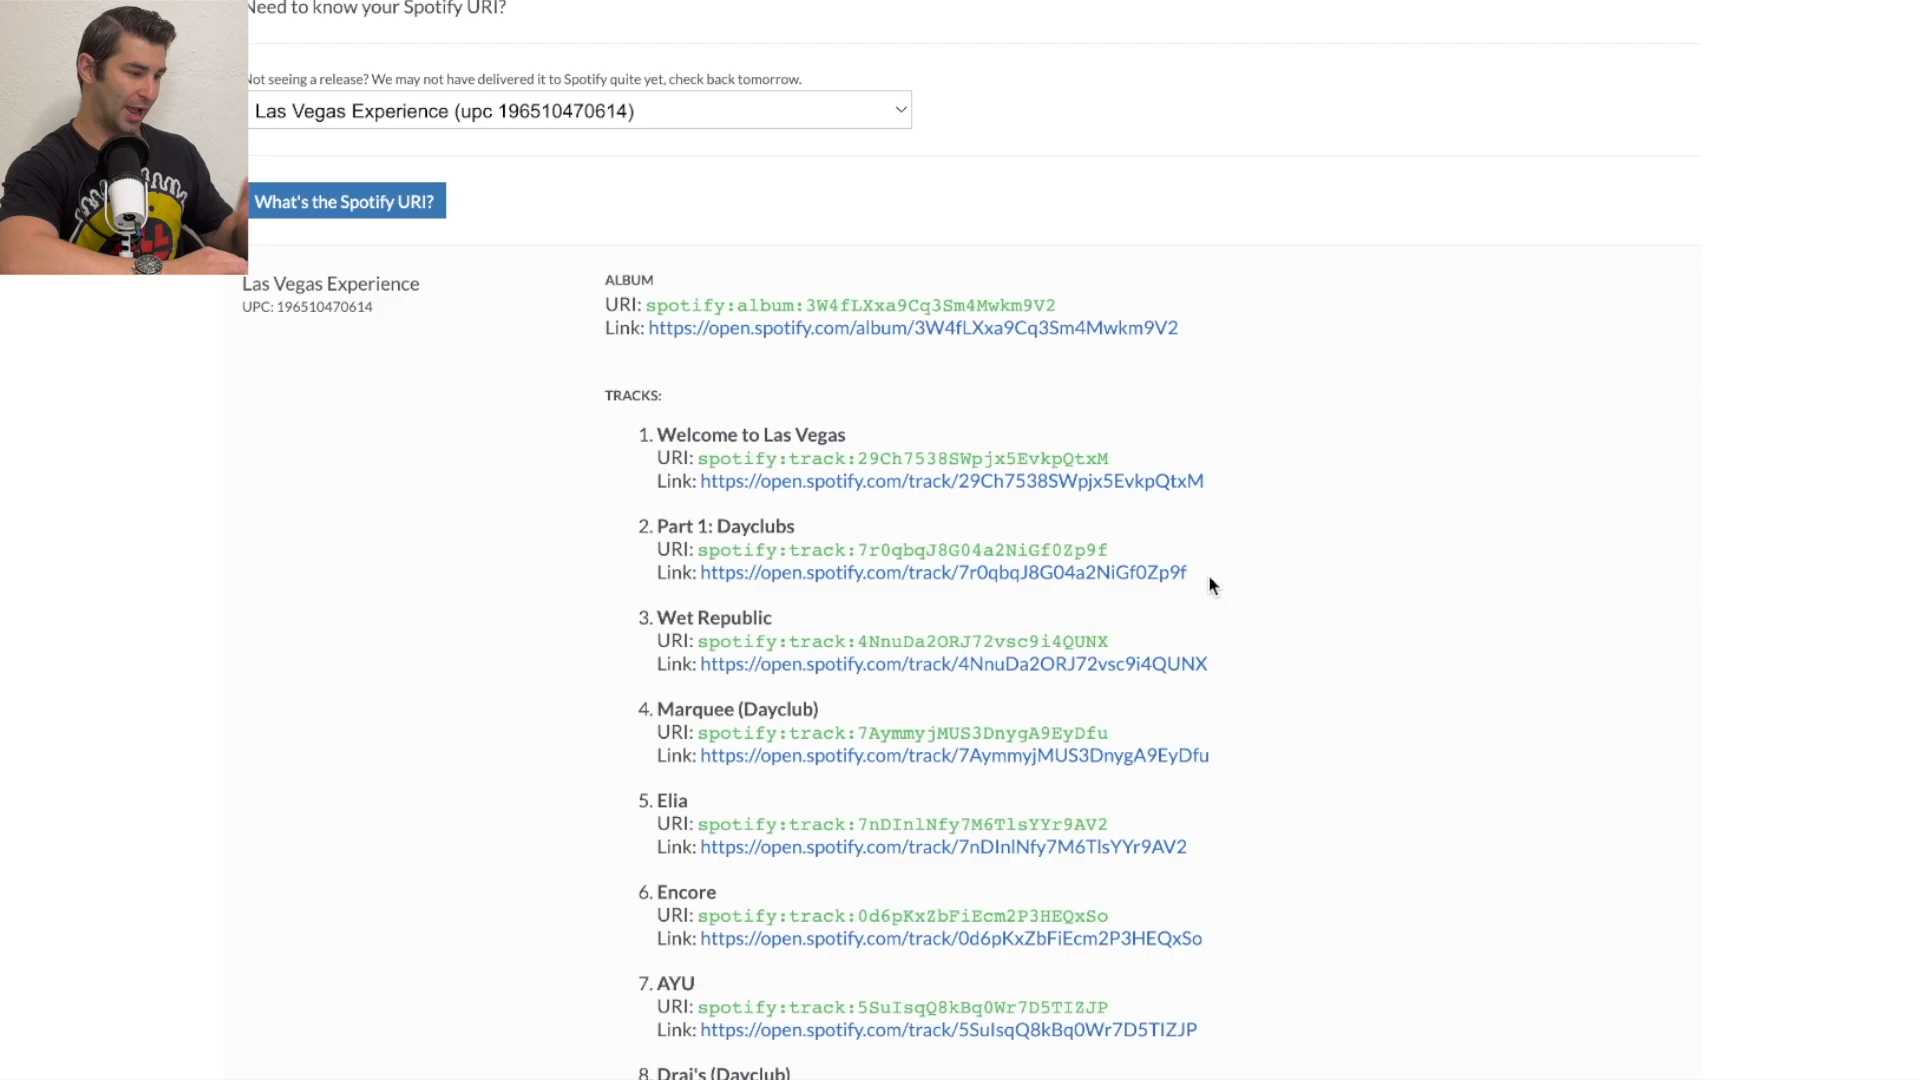 Need to know your Spotify URI?
Not seeing a release? We may not have delivered it to Spotify quite yet, check back tomorrow.
Las Vegas Experience (upc 196510470614)
What's the Spotify URI?
Las Vegas Experience
UPC: 196510470614
ALBUM
URI: spotify:album:3W4fLXxa9Cq3Sm4Mwkm9V2
Link: https://open.spotify.com/album/3W4fLXxa9Cq3Sm4Mwkm9V2
TRACKS:
1. Welcome to Las Vegas
URI: spotify:track:29Ch7538SWpjx5EvkpQtxM
Link: https://open.spotify.com/track/29Ch7538SWpjx5EvkpQtxM
2. Part 1: Dayclubs
URI: spotify:track:7r0qbqJ8G04a2NiGf0Zp9f
Link: https://open.spotify.com/track/7r0qbqJ8G04a2NiGf0Zp9f
3. Wet Republic
URI: spotify:track:4NnuDa2ORJ72vsc9i4QUNX
Link: https://open.spotify.com/track/4NnuDa2ORJ72vsc9i4QUNX
4. Marquee (Dayclub)
URI: spotify:track:7AymmyjMUS3DnygA9EyDfu
Link: https://open.spotify.com/track/7AymmyjMUS3DnygA9EyDfu
5. Elia
URI: spotify:track:7nDInlNfy7M6TlsYYr9AV2
Link: https://open.spotify.com/track/7nDInlNfy7M6TlsYYr9AV2
6. Encore
URI: spotify:track:0d6pKxZbFiEcm2P3HEQxSo
Link: https://open.spotify.com/track/0d6pKxZbFiEcm2P3HEQxSo
7. AYU
URI: spotify:track:5SuIsqQ8kBq0Wr7D5TIZJP
Link: https://open.spotify.com/track/5SuIsqQ8kBq0Wr7D5TIZJP
8. Drai's (Dayclub)